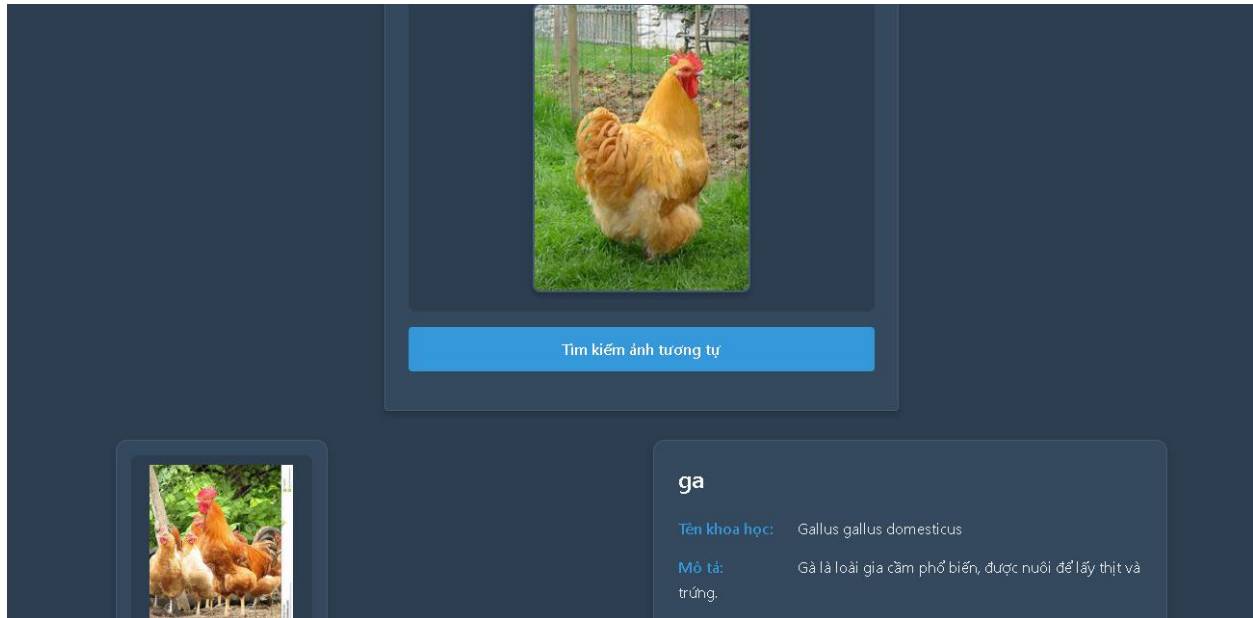 Tìm kiếm ảnh tương tự
ga
Tên khoa học: Gallus gallus domesticus
Mô tả: Gà là loài gia cầm phổ biến, được nuôi để lấy thịt và
trứng.